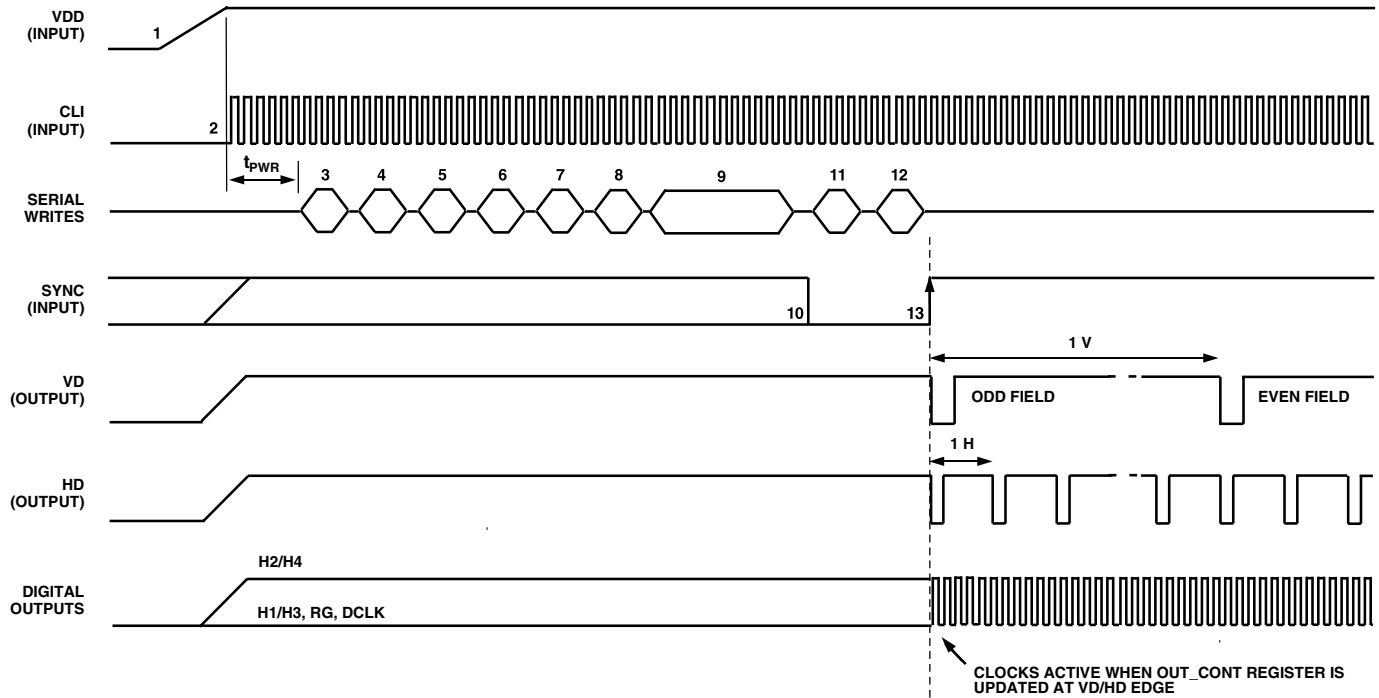 VDD
(INPUT)
1
CLI
(INPUT)
2
tPWR
SERIAL
WRITES
3
4
5
6
7
8
9
11
12
SYNC
(INPUT)
10
13
1 V
VD
(OUTPUT)
ODD FIELD
EVEN FIELD
1 H
HD
(OUTPUT)
H2/H4
DIGITAL
OUTPUTS
H1/H3, RG, DCLK
CLOCKS ACTIVE WHEN OUT_CONT REGISTER IS
UPDATED AT VD/HD EDGE